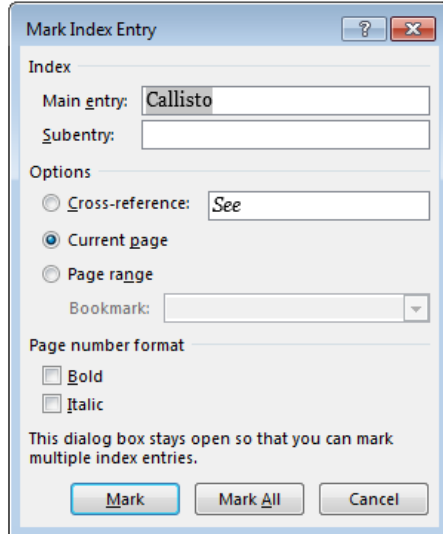 Mark Index Entry
Index
Main entry: Callisto
Subentry:
Options
Cross-reference: See
Current page
Page range
Bookmark:
Page number format
Bold
Italic
This dialog box stays open so that you can mark
multiple index entries.
Mark Mark All Cancel